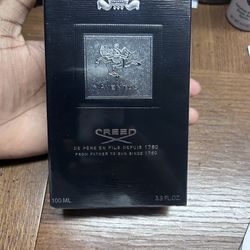 AVENTUS
CREED
DE PÈRE EN FILS DEPUIS 1760
FROM FATHER TO SON SINCE 1760
100 ML
3.3 FL.OZ.